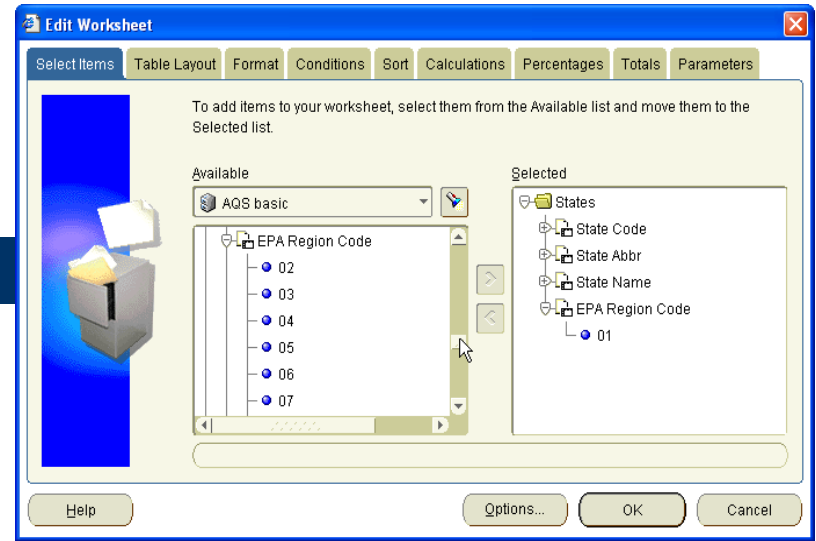 Edit Worksheet
Select Items Table Layout Format Conditions Sort Calculations Percentages Totals Parameters
To add items to your worksheet, select them from the Available list and move them to the
Selected list.
Available
AQS basic
EPA Region Code
02
03
04
05
06
07
Selected
States
State Code
State Abbr
State Name
EPA Region Code
01
Help Options... OK Cancel